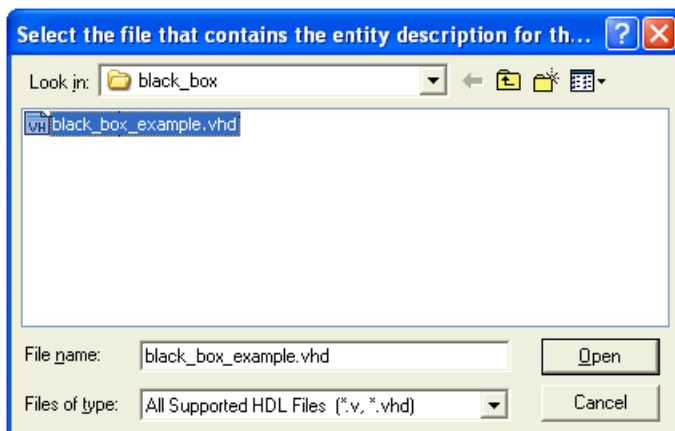 Select the file that contains the entity description for th...
Look in: black_box
VH black_box_example.vhd
File name: black_box_example.vhd Open
Files of type: All Supported HDL Files (*.v, *.vhd) Cancel